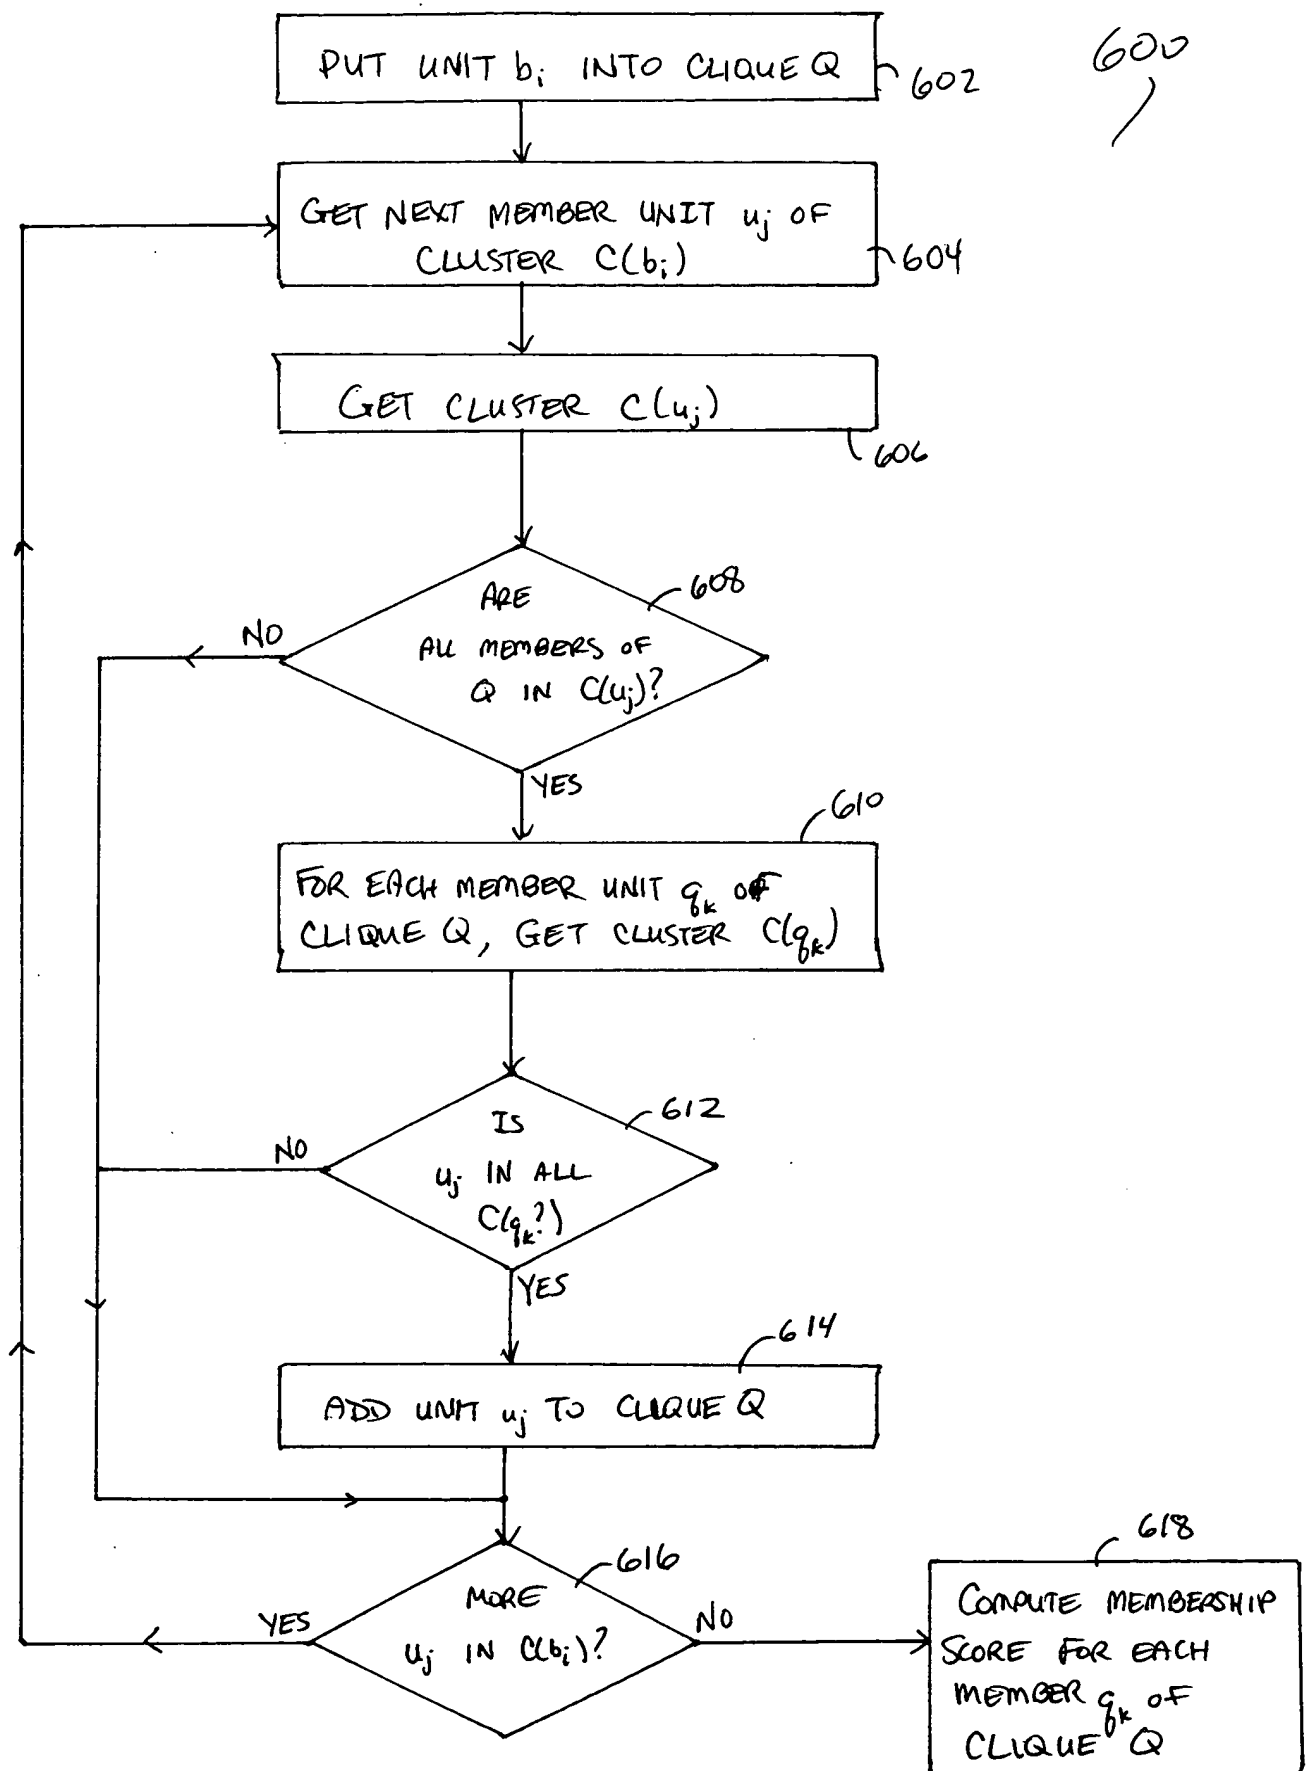 PUT UNIT bi INTO CLIQUE Q
602
600
GET NEXT MEMBER UNIT uj OF
CLUSTER C(bi)
604
GET CLUSTER C(uj)
606
608
ARE
ALL MEMBERS OF
Q IN C(uj)?
NO
YES
610
FOR EACH MEMBER UNIT qk OF
CLIQUE Q, GET CLUSTER C(qk)
612
IS
uj IN ALL
C(qk?)
NO
YES
614
ADD UNIT uj TO CLIQUE Q
616
MORE
uj IN C(bi)?
YES
NO
618
COMPUTE MEMBERSHIP
SCORE FOR EACH
MEMBER qk OF
CLIQUE Q